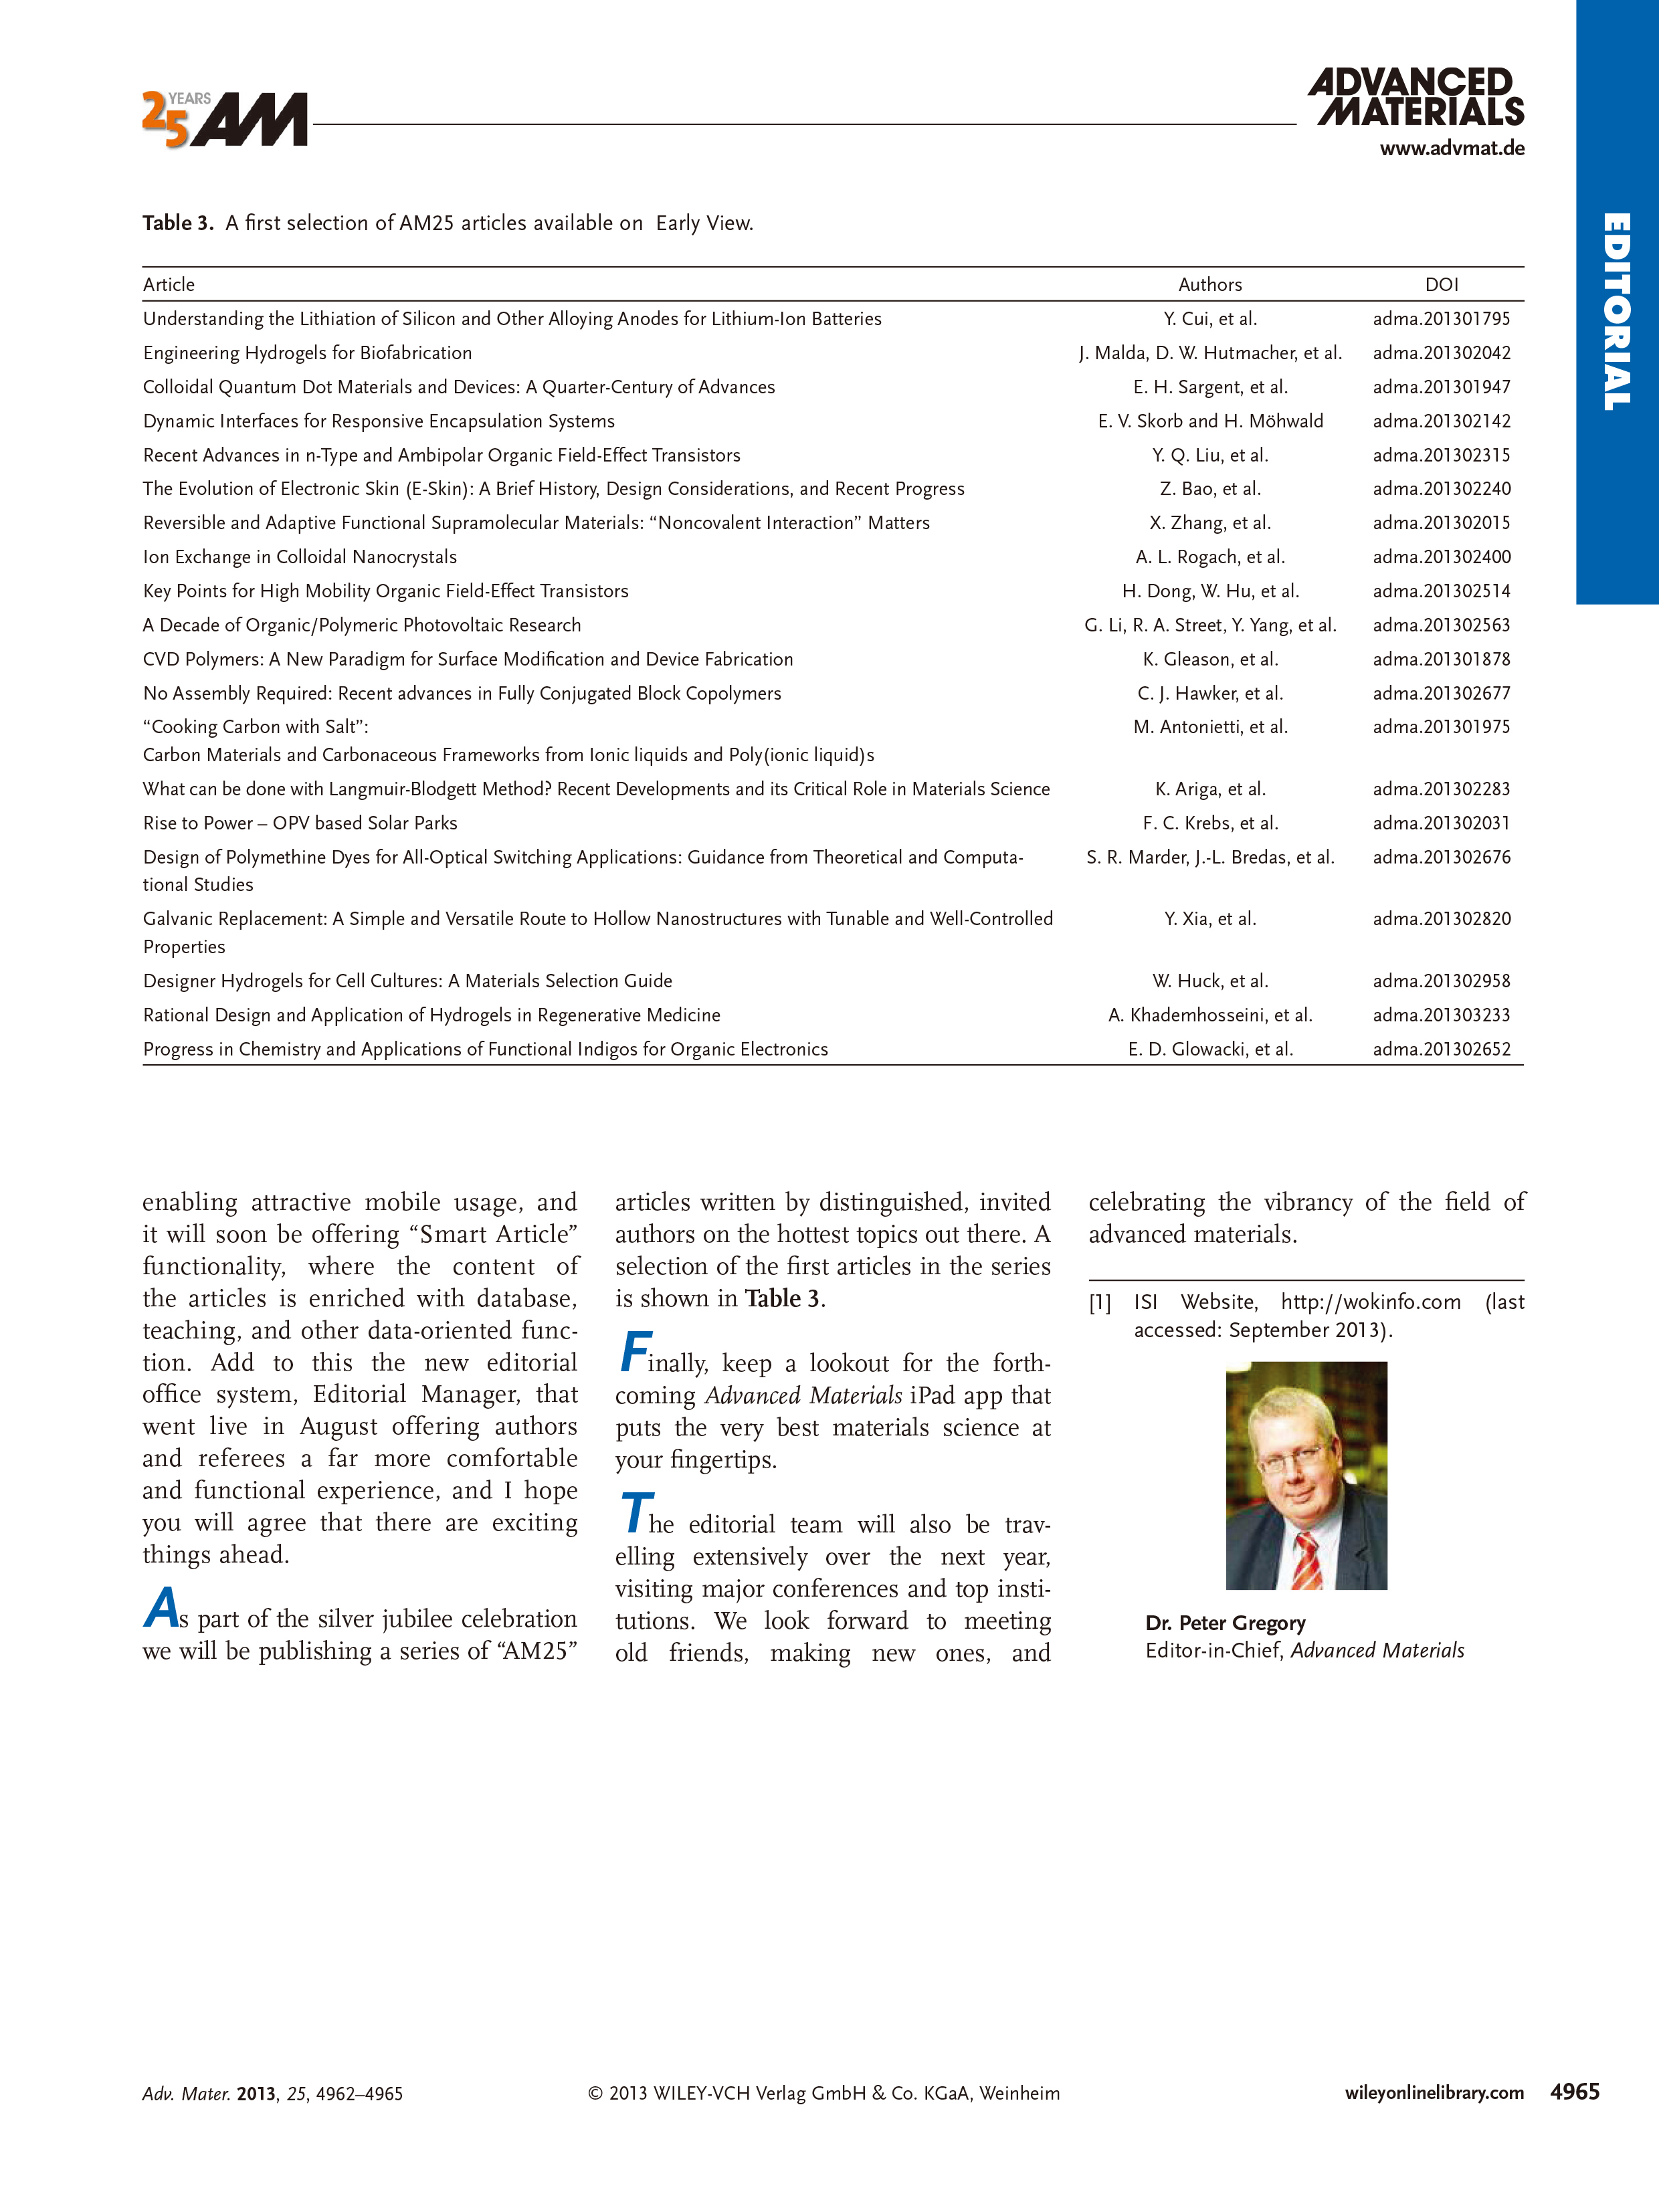 25 YEARS AM
ADVANCED
MATERIALS
www.advmat.de
EDITORIAL
Table 3. A first selection of AM25 articles available on Early View.
Article Authors DOI
Understanding the Lithiation of Silicon and Other Alloying Anodes for Lithium-Ion Batteries Y. Cui, et al. adma.201301795
Engineering Hydrogels for Biofabrication J. Malda, D. W. Hutmacher, et al. adma.201302042
Colloidal Quantum Dot Materials and Devices: A Quarter-Century of Advances E. H. Sargent, et al. adma.201301947
Dynamic Interfaces for Responsive Encapsulation Systems E. V. Skorb and H. Möhwald adma.201302142
Recent Advances in n-Type and Ambipolar Organic Field-Effect Transistors Y. Q. Liu, et al. adma.201302315
The Evolution of Electronic Skin (E-Skin): A Brief History, Design Considerations, and Recent Progress Z. Bao, et al. adma.201302240
Reversible and Adaptive Functional Supramolecular Materials: “Noncovalent Interaction” Matters X. Zhang, et al. adma.201302015
Ion Exchange in Colloidal Nanocrystals A. L. Rogach, et al. adma.201302400
Key Points for High Mobility Organic Field-Effect Transistors H. Dong, W. Hu, et al. adma.201302514
A Decade of Organic/Polymeric Photovoltaic Research G. Li, R. A. Street, Y. Yang, et al. adma.201302563
CVD Polymers: A New Paradigm for Surface Modification and Device Fabrication K. Gleason, et al. adma.201301878
No Assembly Required: Recent advances in Fully Conjugated Block Copolymers C. J. Hawker, et al. adma.201302677
“Cooking Carbon with Salt”: M. Antonietti, et al. adma.201301975
Carbon Materials and Carbonaceous Frameworks from Ionic liquids and Poly(ionic liquid)s
What can be done with Langmuir-Blodgett Method? Recent Developments and its Critical Role in Materials Science K. Ariga, et al. adma.201302283
Rise to Power – OPV based Solar Parks F. C. Krebs, et al. adma.201302031
Design of Polymethine Dyes for All-Optical Switching Applications: Guidance from Theoretical and Computa- S. R. Marder, J.-L. Bredas, et al. adma.201302676
tional Studies
Galvanic Replacement: A Simple and Versatile Route to Hollow Nanostructures with Tunable and Well-Controlled Y. Xia, et al. adma.201302820
Properties
Designer Hydrogels for Cell Cultures: A Materials Selection Guide W. Huck, et al. adma.201302958
Rational Design and Application of Hydrogels in Regenerative Medicine A. Khademhosseini, et al. adma.201303233
Progress in Chemistry and Applications of Functional Indigos for Organic Electronics E. D. Glowacki, et al. adma.201302652
enabling attractive mobile usage, and
it will soon be offering “Smart Article”
functionality, where the content of
the articles is enriched with database,
teaching, and other data-oriented func-
tion. Add to this the new editorial
office system, Editorial Manager, that
went live in August offering authors
and referees a far more comfortable
and functional experience, and I hope
you will agree that there are exciting
things ahead.
As part of the silver jubilee celebration
we will be publishing a series of “AM25”
articles written by distinguished, invited
authors on the hottest topics out there. A
selection of the first articles in the series
is shown in Table 3.
Finally, keep a lookout for the forth-
coming Advanced Materials iPad app that
puts the very best materials science at
your fingertips.
The editorial team will also be trav-
elling extensively over the next year,
visiting major conferences and top insti-
tutions. We look forward to meeting
old friends, making new ones, and
celebrating the vibrancy of the field of
advanced materials.
[1] ISI Website, http://wokinfo.com (last
accessed: September 2013).
Dr. Peter Gregory
Editor-in-Chief, Advanced Materials
Adv. Mater. 2013, 25, 4962–4965
© 2013 WILEY-VCH Verlag GmbH & Co. KGaA, Weinheim
wileyonlinelibrary.com 4965